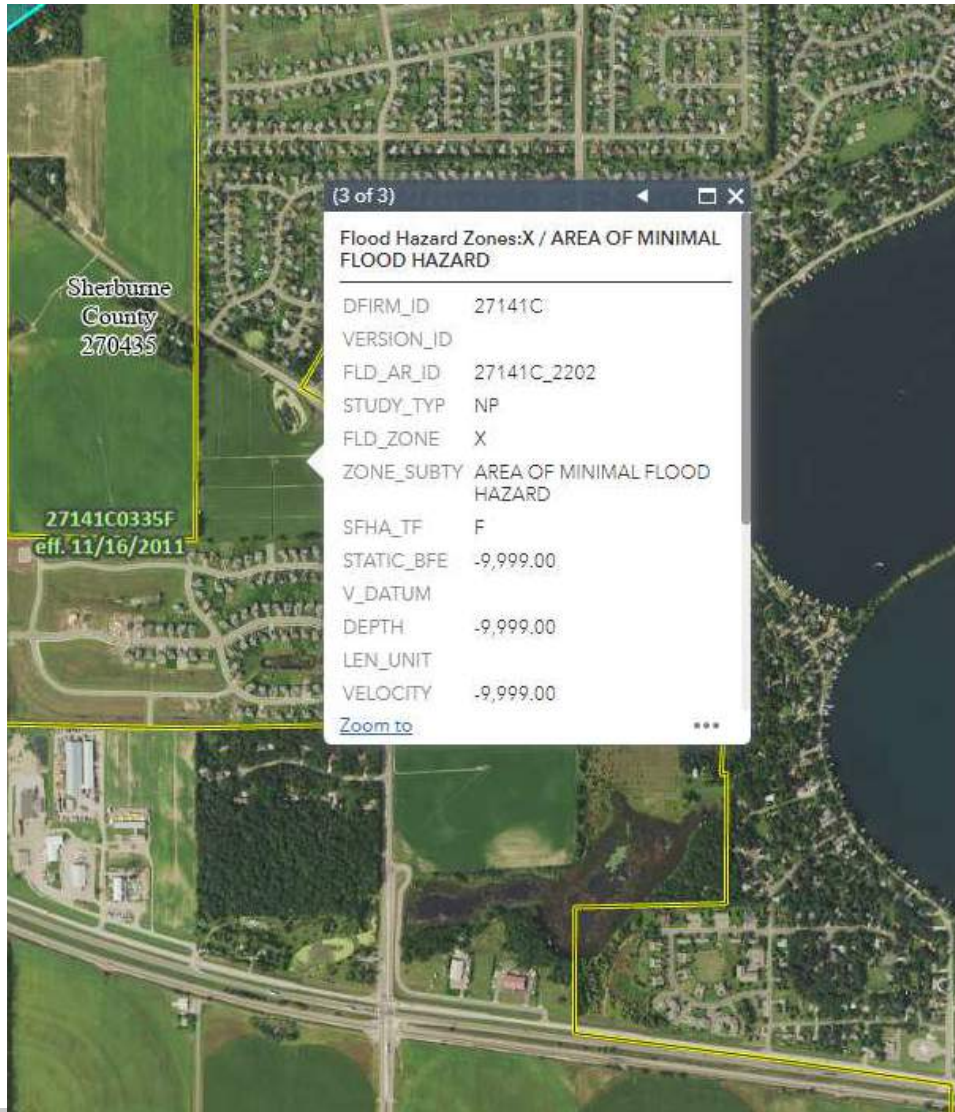 (3 of 3)
Flood Hazard Zones:X / AREA OF MINIMAL
FLOOD HAZARD
DFIRM_ID 27141C
VERSION_ID
FLD_AR_ID 27141C_2202
STUDY_TYP NP
FLD_ZONE X
ZONE_SUBTY AREA OF MINIMAL FLOOD
HAZARD
SFHA_TF F
STATIC_BFE -9,999.00
V_DATUM
DEPTH -9,999.00
LEN_UNIT
VELOCITY -9,999.00
Zoom to
Sherburne
County
270435
27141C0335F
eff. 11/16/2011